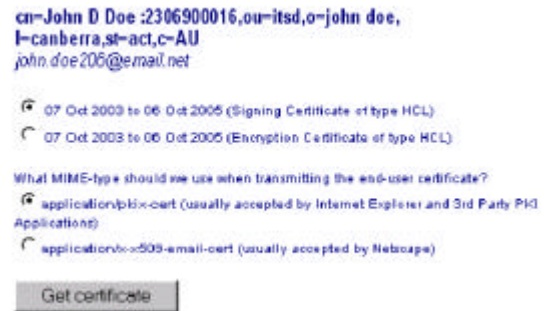 cn=John D Doe :2306900016,ou=itsd,o=john doe,
l=canberra,st=act,c=AU
john.doe206@email.net
07 Oct 2003 to 06 Oct 2005 (Signing Certificate of type HCL)
07 Oct 2003 to 06 Oct 2005 (Encryption Certificate of type HCL)
What MIME-type should we use when transmitting the end-user certificate?
application/pkix-cert (usually accepted by Internet Explorer and 3rd Party PKI
Applications)
application/x-x509-email-cert (usually accepted by Netscape)
Get certificate